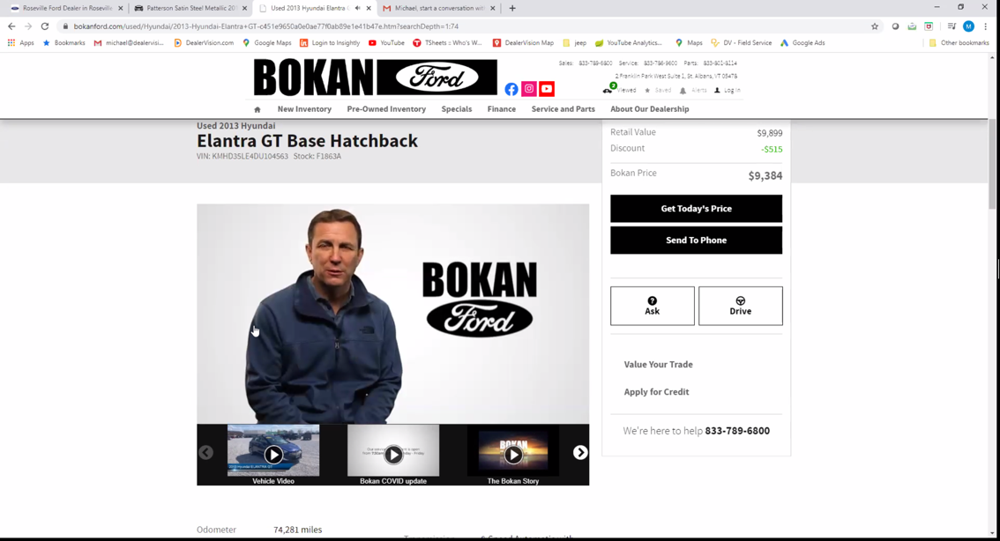 Roseville Ford Dealer in Rosevill
Patterson Satin Steel Metallic 201
Used 2013 Hyundai Elantra G
Michael, start a conversation with
bokanford.com/used/Hyundai/2013-Hyundai-Elantra+GT-c451e9650a0e0ae77f0ab89e1e41b47e.htm?searchDepth=1:74
Apps
Bookmarks
michael@dealervisi...
DealerVision.com
Google Maps
Login to Insightly
YouTube
TSheets :: Who's W...
DealerVision Map
jeep
YouTube Analytics...
Maps
DV - Field Service
Google Ads
Other bookmarks
BOKAN Ford
Sales: 833-789-6800 Service: 833-786-9600 Parts: 833-801-8214
2 Franklin Park West Suite 1, St. Albans, VT 05478
2 Viewed Saved Alerts Log In
New Inventory Pre-Owned Inventory Specials Finance Service and Parts About Our Dealership
Used 2013 Hyundai
Elantra GT Base Hatchback
VIN: KMHD35LE4DU104563 Stock: F1863A
Retail Value $9,899
Discount -$515
Bokan Price $9,384
Get Today's Price
Send To Phone
Ask
Drive
Value Your Trade
Apply for Credit
We're here to help 833-789-6800
BOKAN
Ford
2013 Hyundai ELANTRA GT
Vehicle Video
Bokan COVID update
BOKAN
The Bokan Story
Odometer 74,281 miles